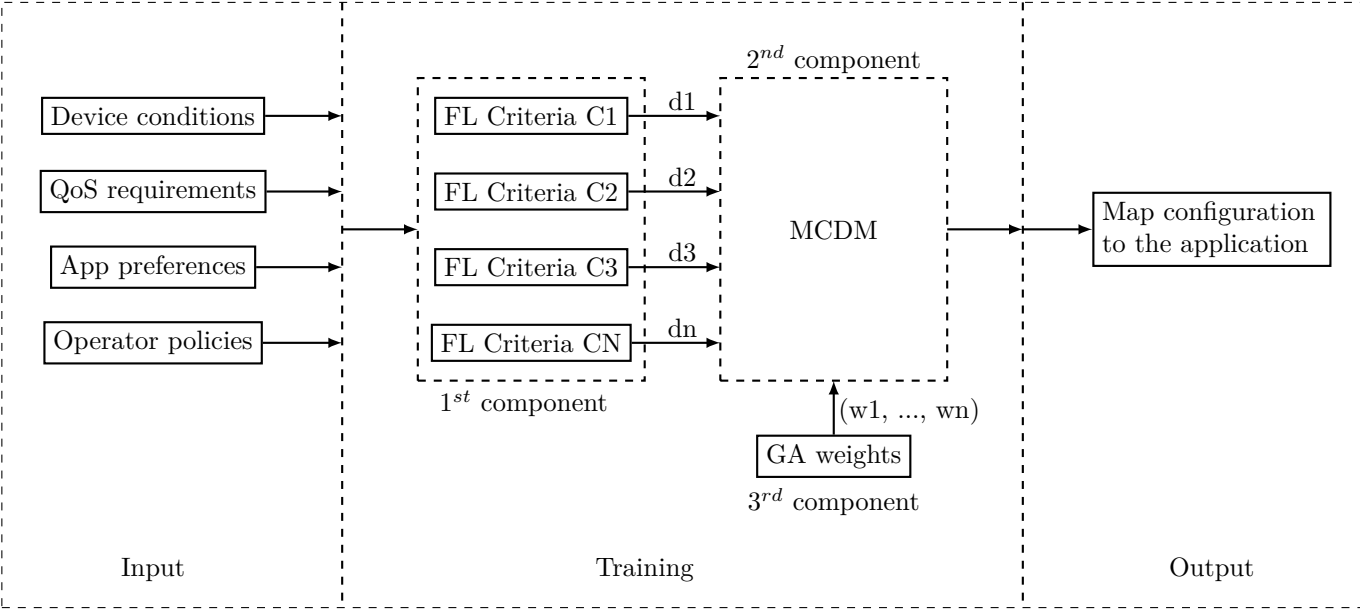 2nd component
Device conditions
FL Criteria C1
d1
QoS requirements
FL Criteria C2
d2
MCDM
Map configuration
to the application
App preferences
FL Criteria C3
d3
Operator policies
FL Criteria CN
dn
1st component
(w1, ..., wn)
GA weights
3rd component
Input
Training
Output